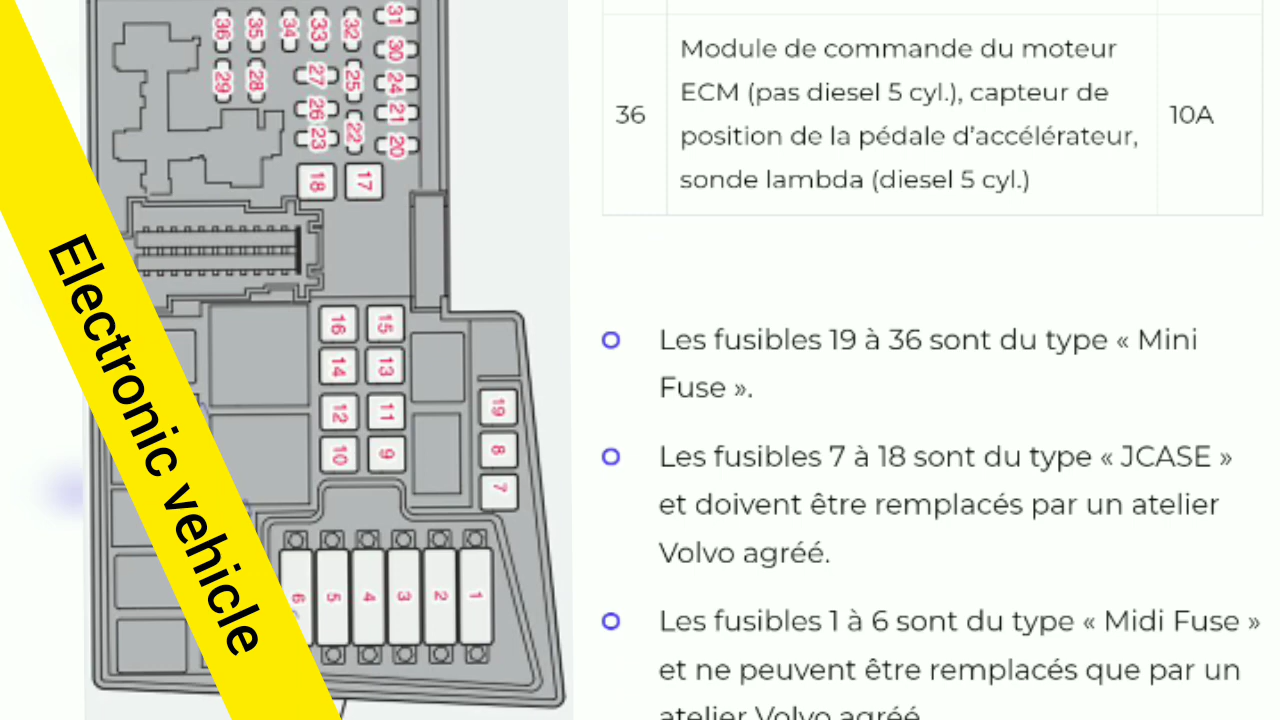 36
35
34
33
32
31
30
29
28
27
25
24
26
21
23
22
20
18
17
16
15
14
13
12
11
10
9
19
8
7
6
5
4
3
2
1
Electronic vehicle
36
Module de commande du moteur
ECM (pas diesel 5 cyl.), capteur de
position de la pédale d’accélérateur,
sonde lambda (diesel 5 cyl.)
10A
Les fusibles 19 à 36 sont du type « Mini
Fuse ».
Les fusibles 7 à 18 sont du type « JCASE »
et doivent être remplacés par un atelier
Volvo agréé.
Les fusibles 1 à 6 sont du type « Midi Fuse »
et ne peuvent être remplacés que par un
atelier Volvo agréé